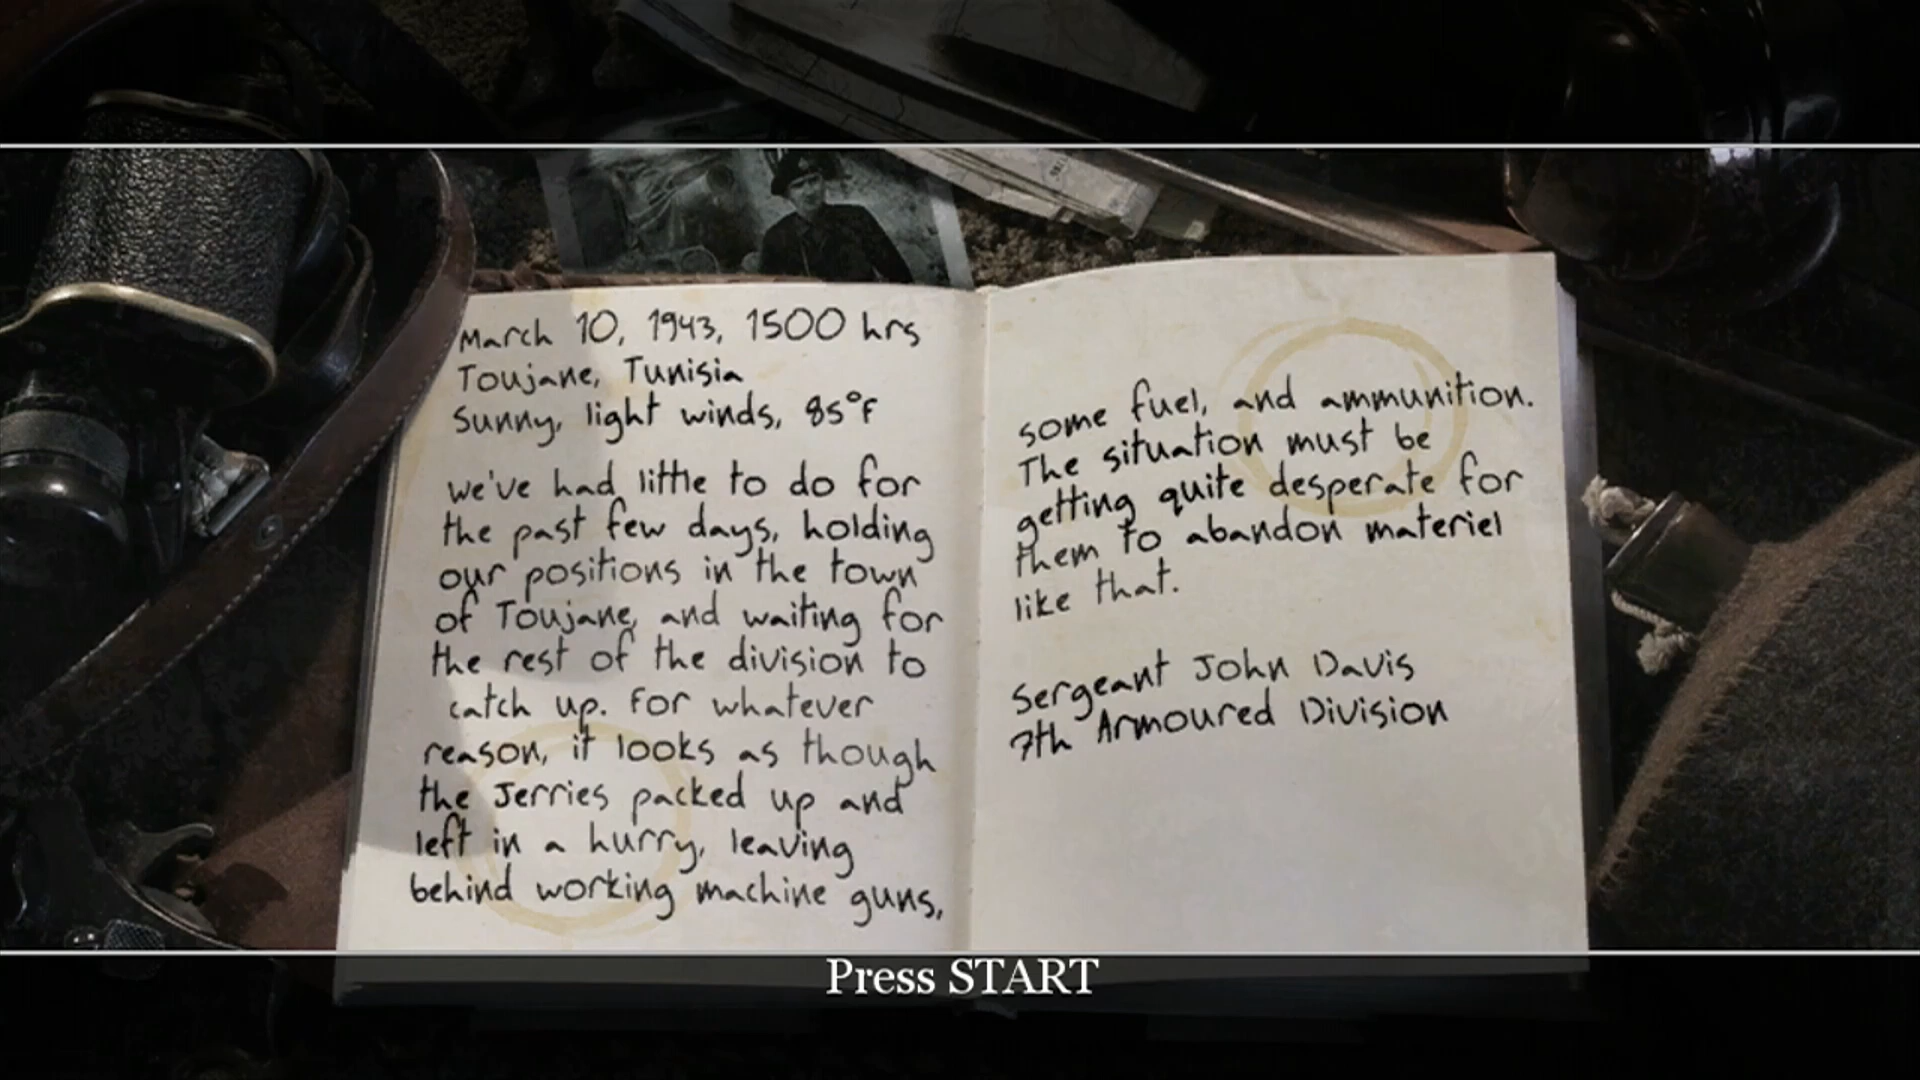 March 10, 1943, 1500 hrs
Toujane, Tunisia
Sunny, light winds, 85°F
We've had little to do for
the past few days, holding
our positions in the town
of Toujane, and waiting for
the rest of the division to
catch up. For whatever
reason, it looks as though
the Jerries packed up and
left in a hurry, leaving
behind working machine guns,
some fuel, and ammunition.
The situation must be
getting quite desperate for
them to abandon materiel
like that.
Sergeant John Davis
7th Armoured Division
Press START